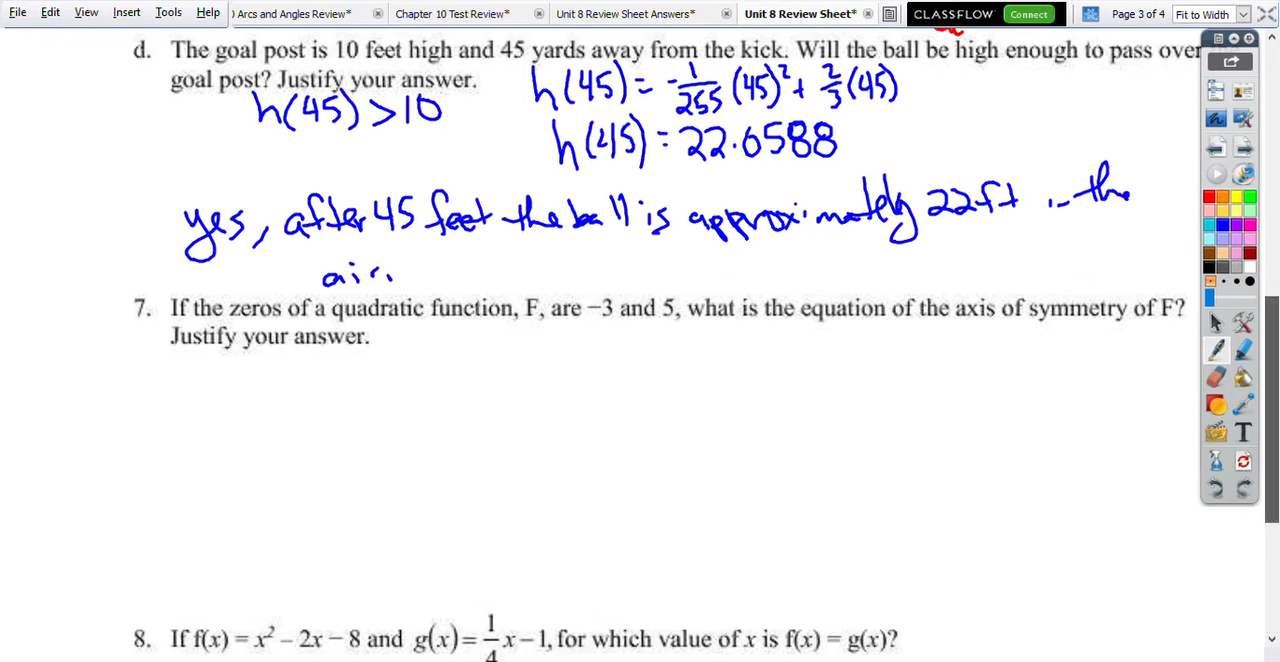 File Edit View Insert Tools Help ) Arcs and Angles Review* Chapter 10 Test Review* Unit 8 Review Sheet Answers* Unit 8 Review Sheet* CLASSFLOW Connect Page 3 of 4 Fit to Width
d. The goal post is 10 feet high and 45 yards away from the kick. Will the ball be high enough to pass over
goal post? Justify your answer.
h(45) = -1/255 (45)² + 2/3 (45)
h(45) > 10
h(45) = 22.0588
yes, after 45 feet the ball is approximately 22ft in the
air.
7. If the zeros of a quadratic function, F, are −3 and 5, what is the equation of the axis of symmetry of F?
Justify your answer.
8. If f(x) = x² – 2x – 8 and g(x) = 1/4 x – 1, for which value of x is f(x) = g(x)?
T